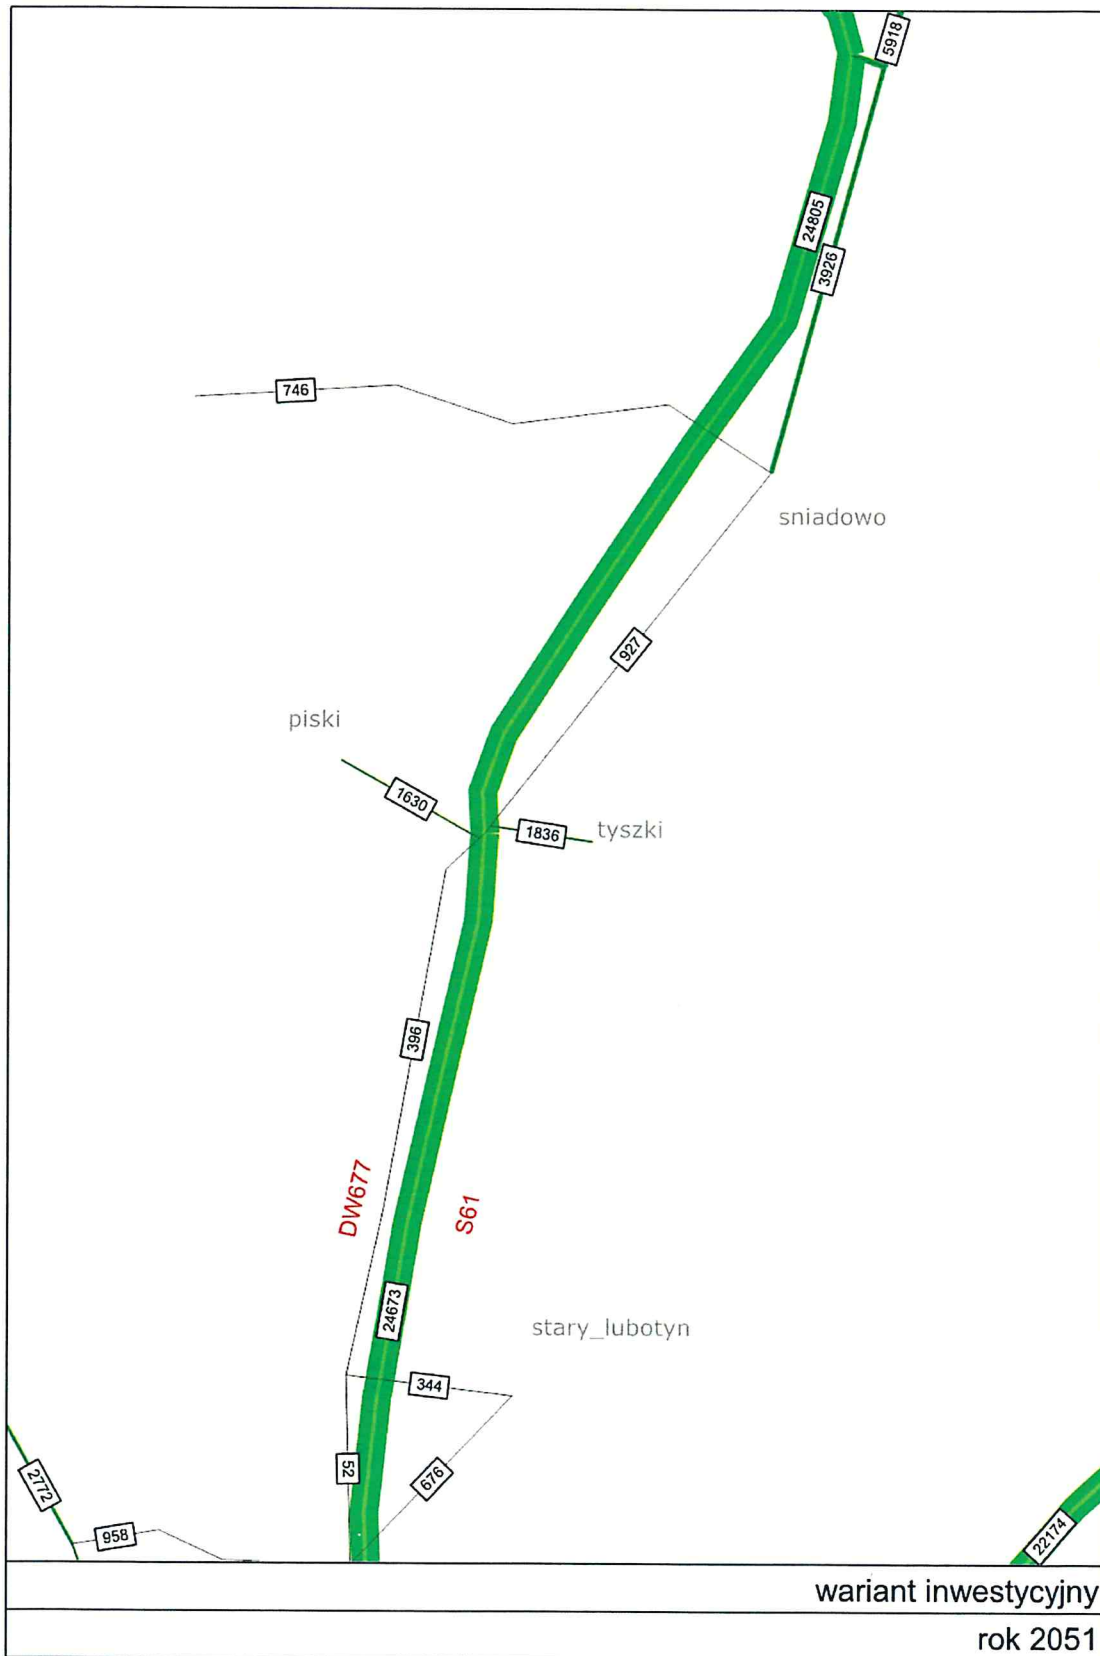 5918
24805
3926
746
sniadowo
927
piski
1630
1836
tyszki
396
DW677
S61
24673
stary_lubotyn
344
52
676
2772
958
22174
wariant inwestycyjny
rok 2051